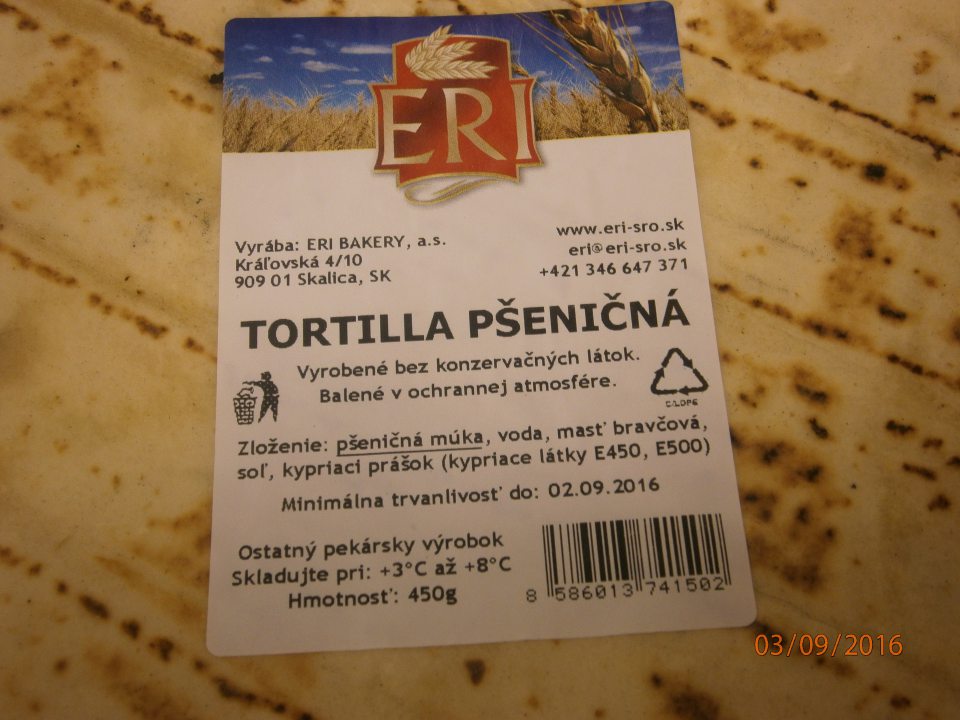 ERI
Vyrába: ERI BAKERY, a.s.
Kráľovská 4/10
909 01 Skalica, SK
www.eri-sro.sk
eri@eri-sro.sk
+421 346 647 371
TORTILLA PŠENIČNÁ
Vyrobené bez konzervačných látok.
Balené v ochrannej atmosfére.
C/LDPE
Zloženie: pšeničná múka, voda, masť bravčová,
soľ, kypriaci prášok (kypriace látky E450, E500)
Minimálna trvanlivosť do: 02.09.2016
Ostatný pekársky výrobok
Skladujte pri: +3°C až +8°C
Hmotnosť: 450g
8 586013 741502
03/09/2016